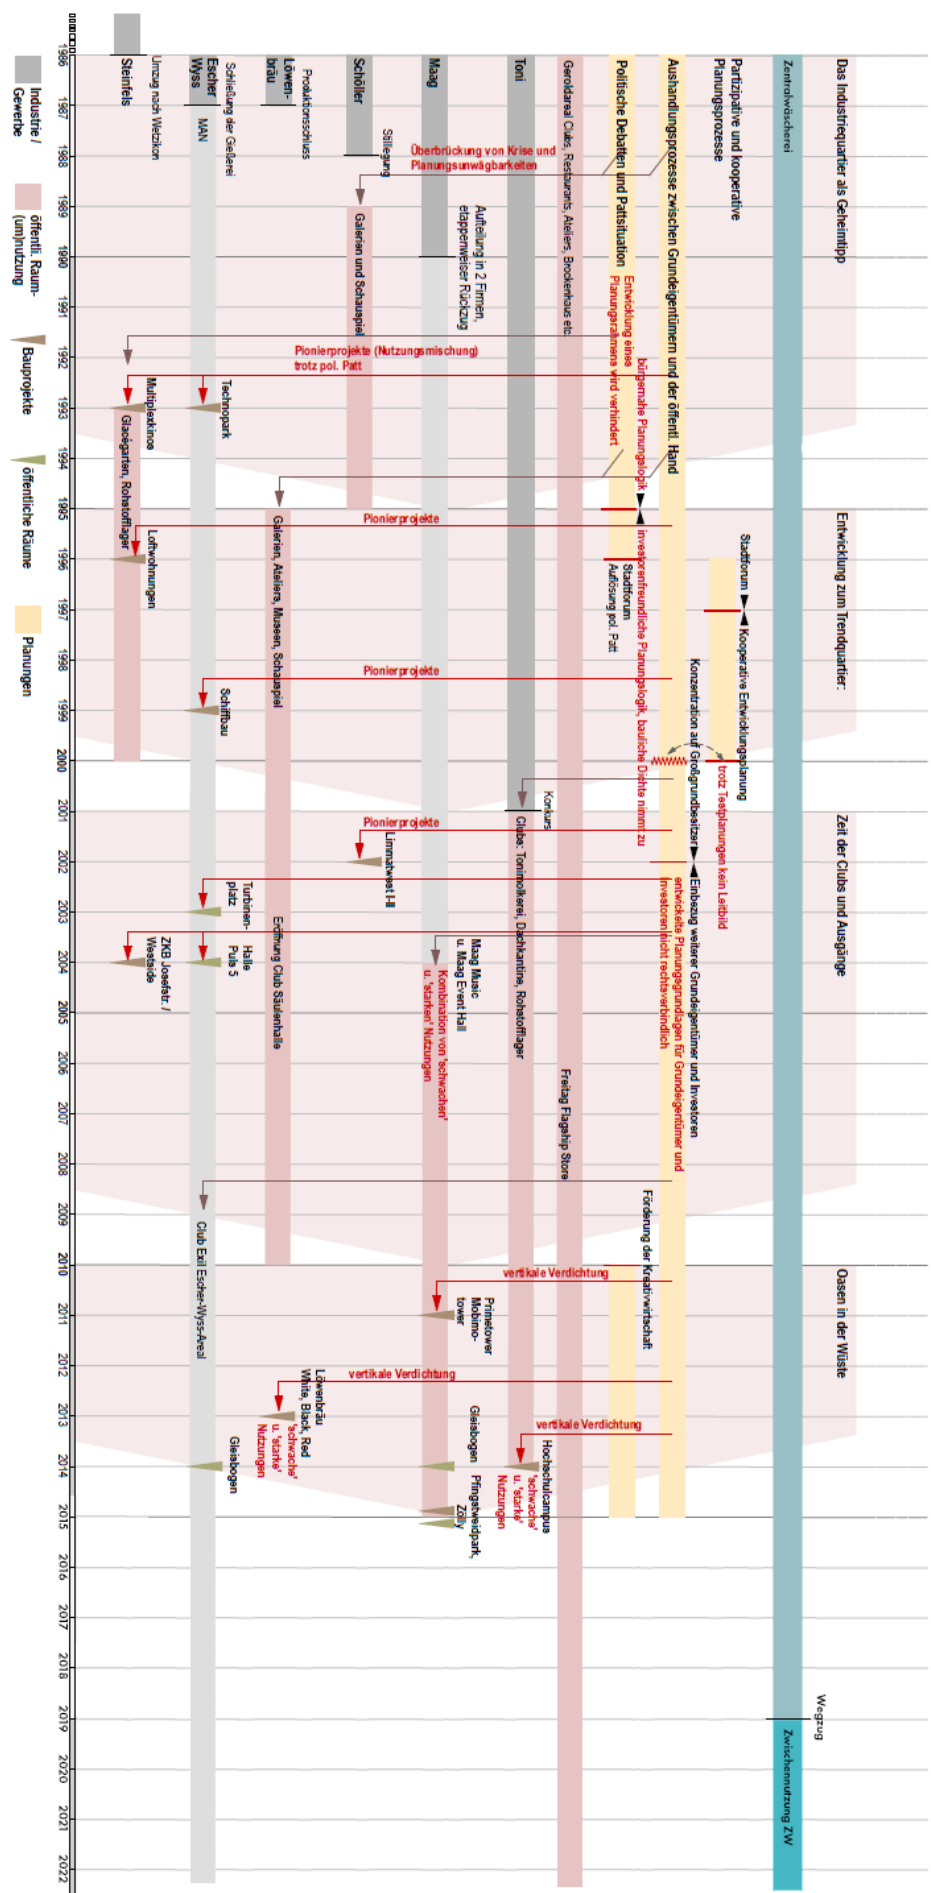 Das Industriequartier als Geheimtipp
Entwicklung zum Trendquartier:
Zeit der Clubs und Ausgänge
Oasen in der Wüste
Zentralwäscherei
Wegzug
Zwischennutzung ZW
Partizipative und kooperative
Planungsprozesse
Stadtforum
Kooperative Entwicklungsplanung
trotz Testplanungen kein Leitbild
Konzentration auf Großgrundbesitzer
Einbezug weiterer Grundeigentümer und Investoren
Aushandlungsprozesse zwischen Grundeigentümern und der öffentl. Hand
entwickelte Planungsgrundlagen für Grundeigentümer und
Investoren nicht rechtsverbindlich
Förderung der Kreativwirtschaft
bürgernahe Planungslogik
investorenfreundliche Planungslogik, bauliche Dichte nimmt zu
Politische Debatten und Pattsituation
Entwicklung eines
Planungsrahmens wird verhindert
Stadtforum
Auflösung pol. Patt
Geroldareal Clubs, Restaurants, Ateliers, Brockenhaus etc.
Freitag Flagship Store
Toni
Konkurs
Clubs: Tonimolkerei, Dachkantine, Rohstofflager
vertikale Verdichtung
Hochschulcampus
'schwache'
u. 'starke'
Nutzungen
Maag
Aufteilung in 2 Firmen,
etappenweiser Rückzug
Maag Music
u. Maag Event Hall
Kombination von 'schwachen'
u. 'starken' Nutzungen
vertikale Verdichtung
Primetower
Mobimo-
tower
Gleisbogen
Pfingstweidpark,
Zölly
Überbrückung von Krise und
Planungsunwägbarkeiten
Schöller
Stillegung
Galerien und Schauspiel
Pionierprojekte
Pionierprojekte
Pionierprojekte
Limmatwest I-II
vertikale Verdichtung
Pionierprojekte (Nutzungsmischung)
trotz pol. Patt
Löwen-
bräu
Produktionsschluss
Galerien, Ateliers, Museen, Schauspiel
Eröffnung Club Säulenhalle
Löwenbräu
White, Black, Red
'schwache'
u. 'starke'
Nutzungen
Escher
Wyss
Schließung der Gießerei
MAN
Technopark
Schiffbau
Turbinen-
platz
Halle
Puls 5
Club Exil Escher-Wyss-Areal
Gleisbogen
Steinfels
Umzug nach Wetzikon
Multiplexkinos
Glacégarten, Rohstofflager
Loftwohnungen
ZKB Josefstr. /
Westside
1986 1987 1988 1989 1990 1991 1992 1993 1994 1995 1996 1997 1998 1999 2000 2001 2002 2003 2004 2005 2006 2007 2008 2009 2010 2011 2012 2013 2014 2015 2016 2017 2018 2019 2020 2021 2022
Industrie /
Gewerbe
öffentl. Raum-
(um)nutzung
Bauprojekte
öffentliche Räume
Planungen